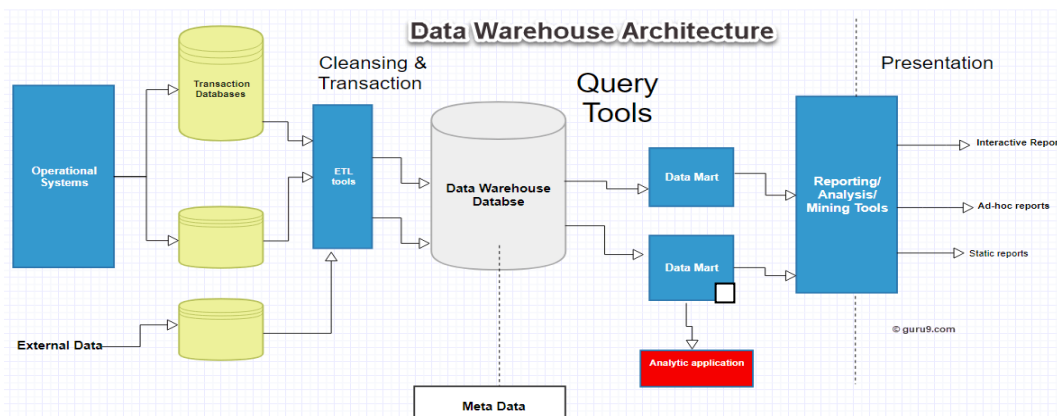 Data Warehouse Architecture
Cleansing &
Transaction
Query
Tools
Presentation
Transaction
Databases
Operational
Systems
ETL
tools
Data Warehouse
Databse
Data Mart
Data Mart
Reporting/
Analysis/
Mining Tools
Interactive Repor
Ad-hoc reports
Static reports
External Data
Analytic application
Meta Data
© guru9.com